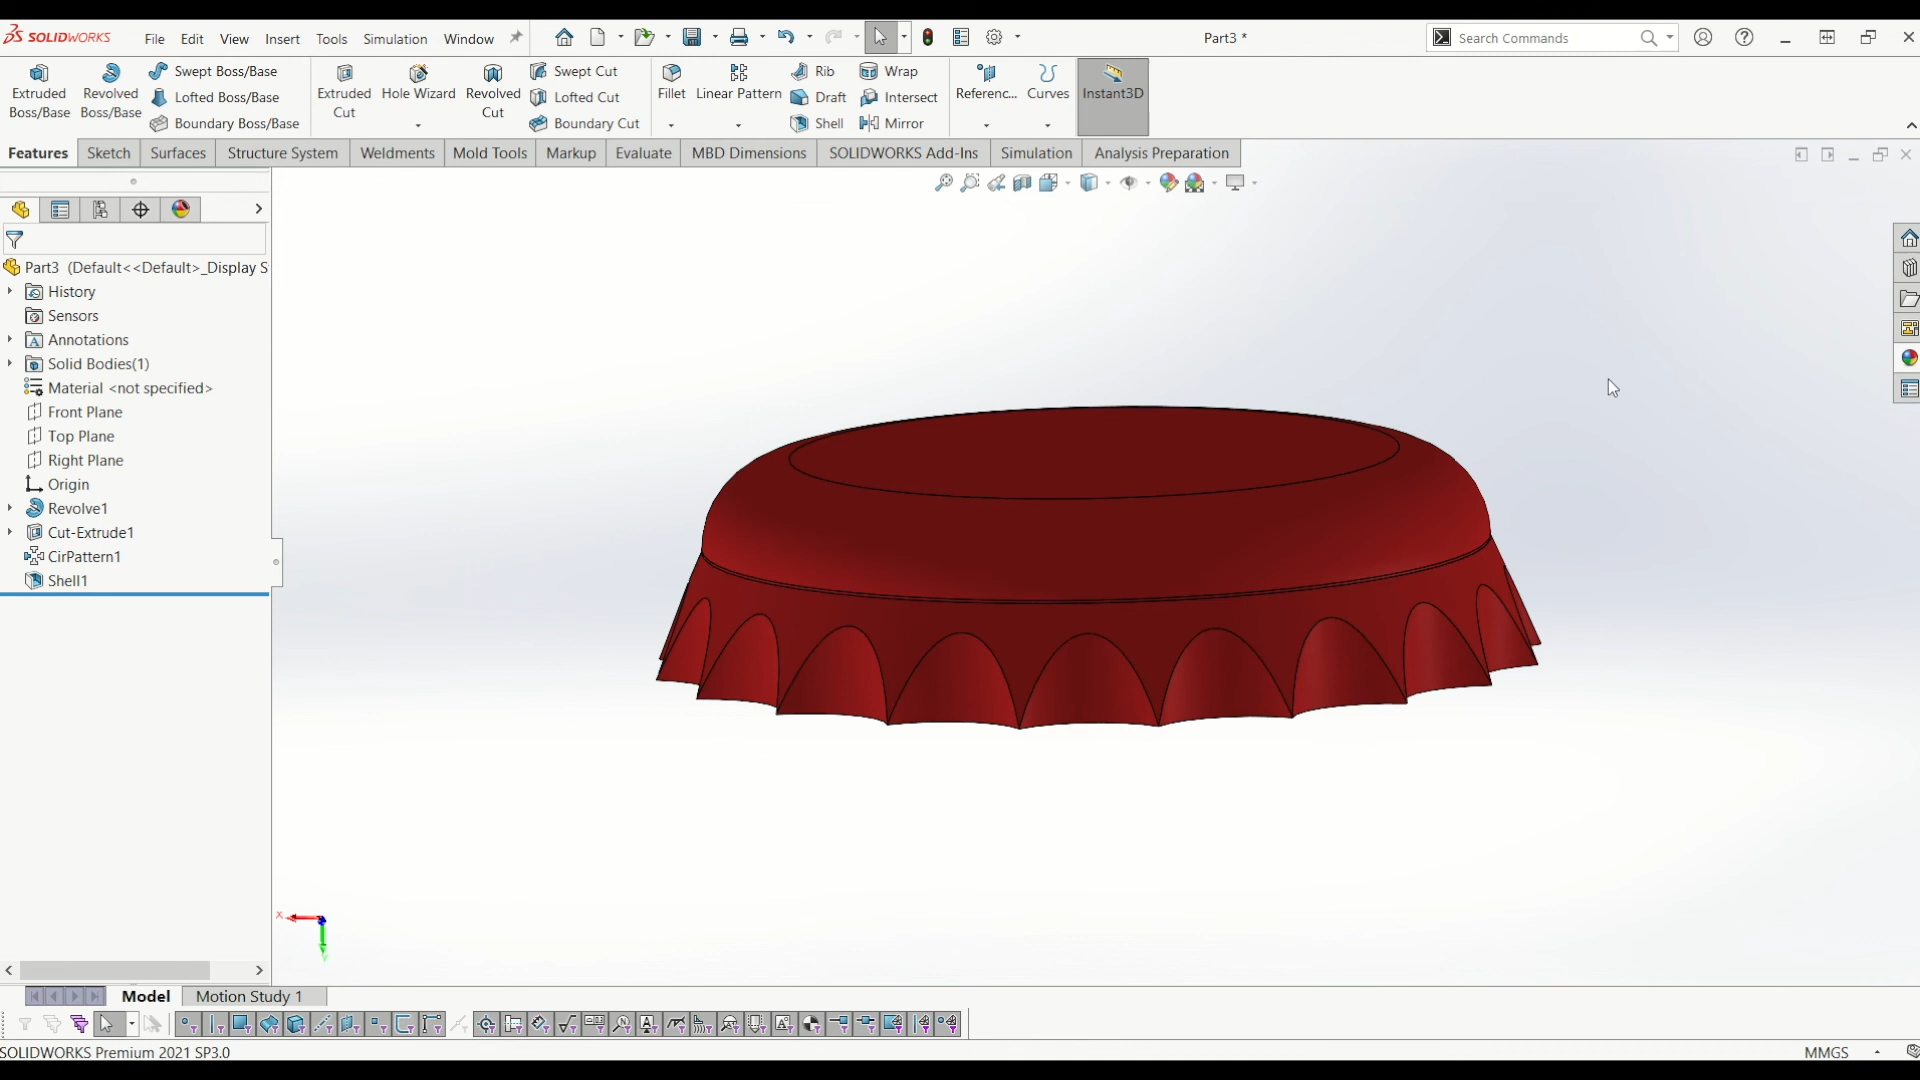 SOLIDWORKS File Edit View Insert Tools Simulation Window Part3 * Search Commands
Extruded Boss/Base
Revolved Boss/Base
Swept Boss/Base
Lofted Boss/Base
Boundary Boss/Base
Extruded Cut
Hole Wizard
Revolved Cut
Swept Cut
Lofted Cut
Boundary Cut
Fillet
Linear Pattern
Rib
Draft
Shell
Wrap
Intersect
Mirror
Referenc...
Curves
Instant3D
Features Sketch Surfaces Structure System Weldments Mold Tools Markup Evaluate MBD Dimensions SOLIDWORKS Add-Ins Simulation Analysis Preparation
Part3 (Default<<Default>_Display S
History
Sensors
Annotations
Solid Bodies(1)
Material <not specified>
Front Plane
Top Plane
Right Plane
Origin
Revolve1
Cut-Extrude1
CirPattern1
Shell1
X
Y
Model Motion Study 1
SOLIDWORKS Premium 2021 SP3.0 MMGS